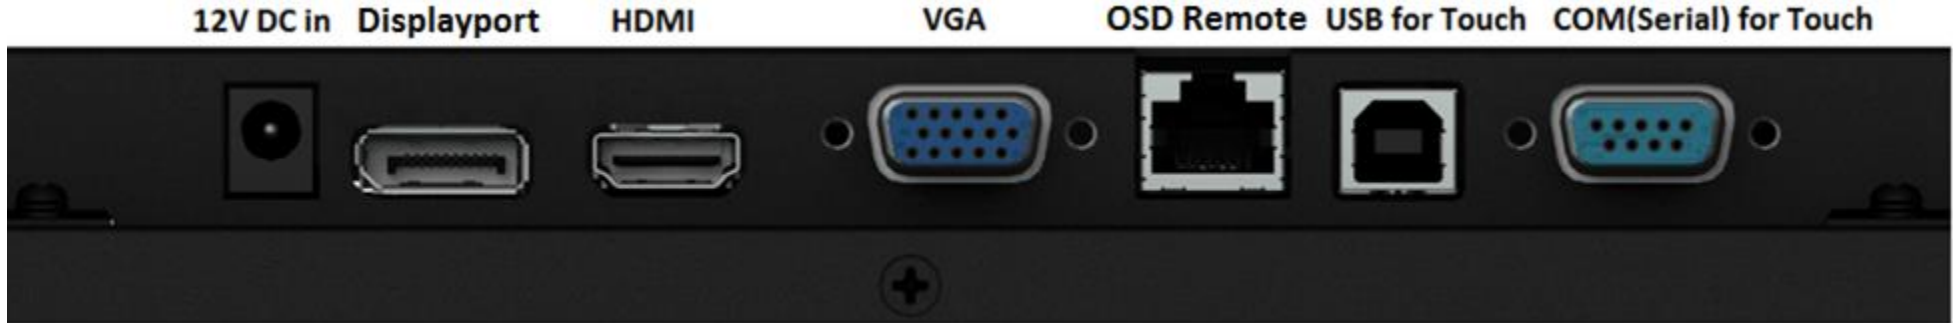 12V DC in Displayport HDMI VGA OSD Remote USB for Touch COM(Serial) for Touch